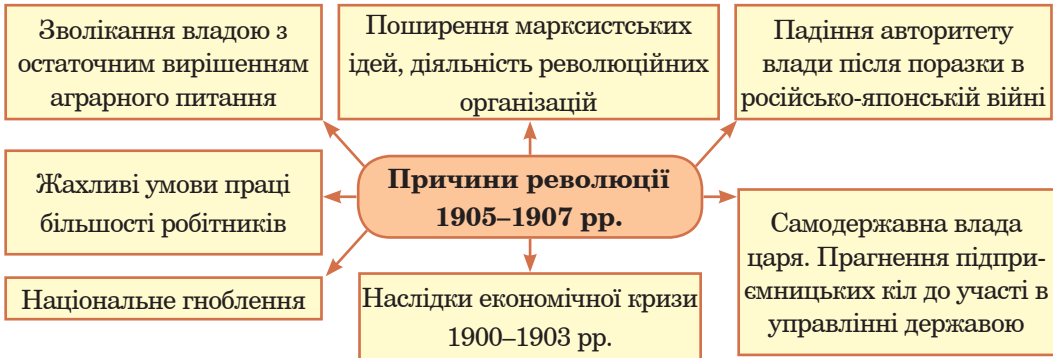 Зволікання владою з
остаточним вирішенням
аграрного питання
Поширення марксистських
ідей, діяльність революційних
організацій
Падіння авторитету
влади після поразки в
російсько-японській війні
Жахливі умови праці
більшості робітників
Причини революції
1905–1907 рр.
Самодержавна влада
царя. Прагнення підпри-
ємницьких кіл до участі в
управлінні державою
Національне гноблення
Наслідки економічної кризи
1900–1903 рр.